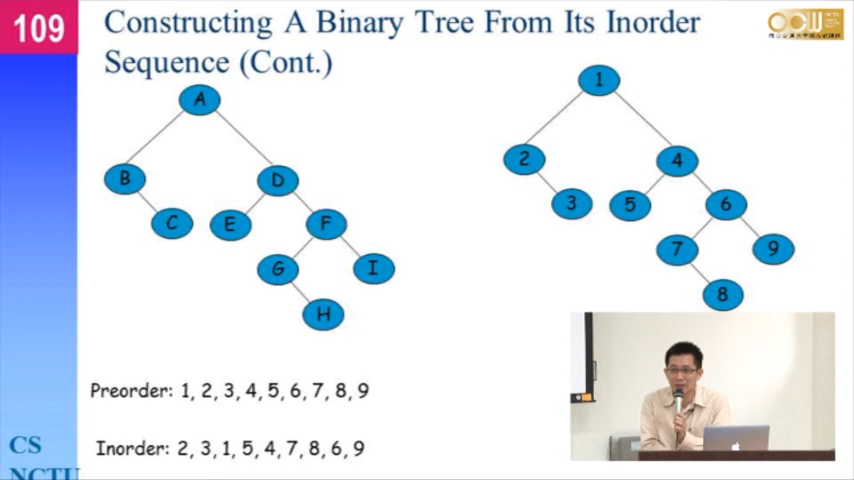 109
Constructing A Binary Tree From Its Inorder
Sequence (Cont.)
OCW
A
B
D
C
E
F
G
I
H
1
2
4
3
5
6
7
9
8
Preorder: 1, 2, 3, 4, 5, 6, 7, 8, 9
Inorder: 2, 3, 1, 5, 4, 7, 8, 6, 9
CS
NCTU